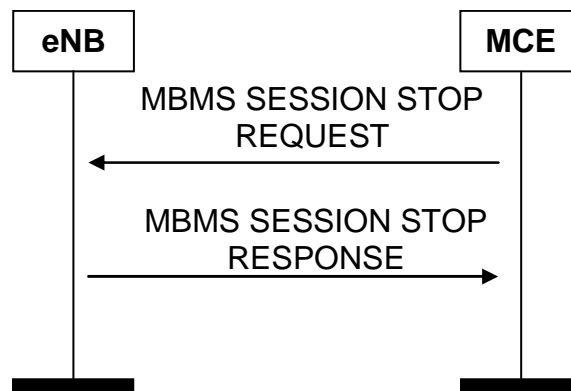 eNB
MCE
MBMS SESSION STOP
REQUEST
MBMS SESSION STOP
RESPONSE